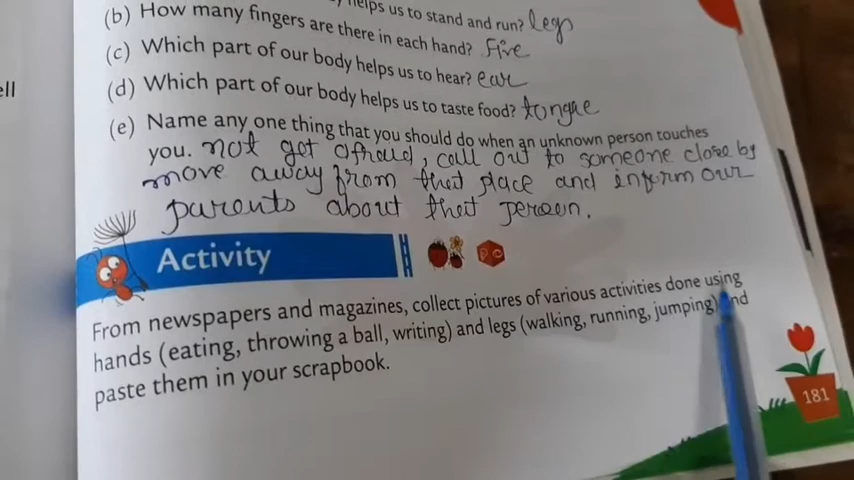 helps us to stand and run? legs
(b) How many fingers are there in each hand? Five
(c) Which part of our body helps us to hear? ear
ell
(d) Which part of our body helps us to taste food? tongue
(e) Name any one thing that you should do when an unknown person touches
you. not get afraid, call out to someone close by
move away from that place and inform our
parents about that person.
Activity
From newspapers and magazines, collect pictures of various activities done using
hands (eating, throwing a ball, writing) and legs (walking, running, jumping) and
paste them in your scrapbook.
181